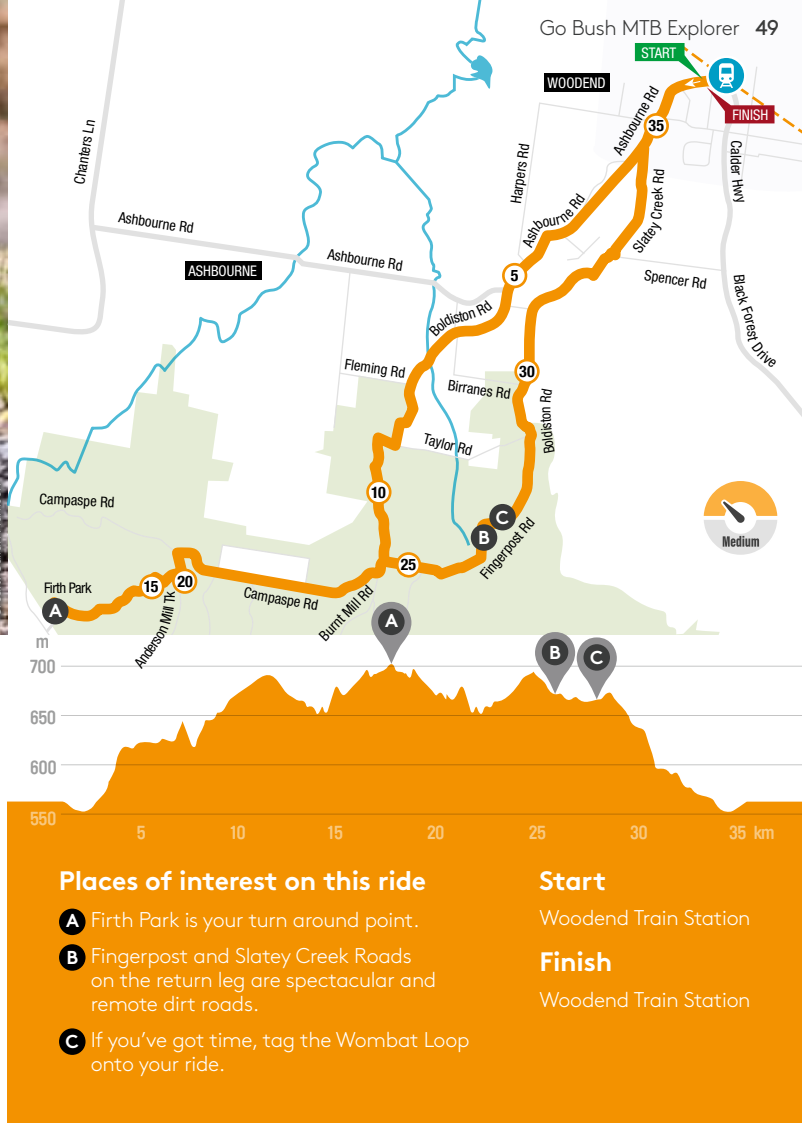 Go Bush MTB Explorer 49
START
WOODEND
FINISH
Ashbourne Rd
35
Chanters Ln
Harpers Rd
Calder Hwy
Ashbourne Rd
Slatey Creek Rd
Ashbourne Rd
Ashbourne Rd
ASHBOURNE
5
Spencer Rd
Black Forest Drive
Boldiston Rd
Fleming Rd
30
Birranes Rd
Boldiston Rd
Taylor Rd
10
Campaspe Rd
C
B
Fingerpost Rd
Medium
25
Firth Park
15
20
A
Campaspe Rd
Burnt Mill Rd
Anderson Mill Tk
m
A
B
C
700
650
600
550
5 10 15 20 25 30 35 km
Places of interest on this ride
A Firth Park is your turn around point.
B Fingerpost and Slatey Creek Roads
on the return leg are spectacular and
remote dirt roads.
C If you've got time, tag the Wombat Loop
onto your ride.
Start
Woodend Train Station
Finish
Woodend Train Station